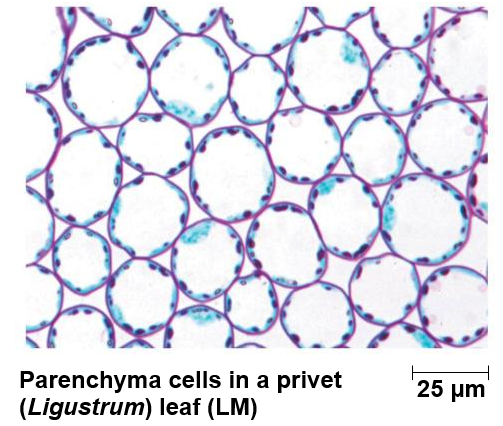 Parenchyma cells in a privet
(Ligustrum) leaf (LM)
25 µm